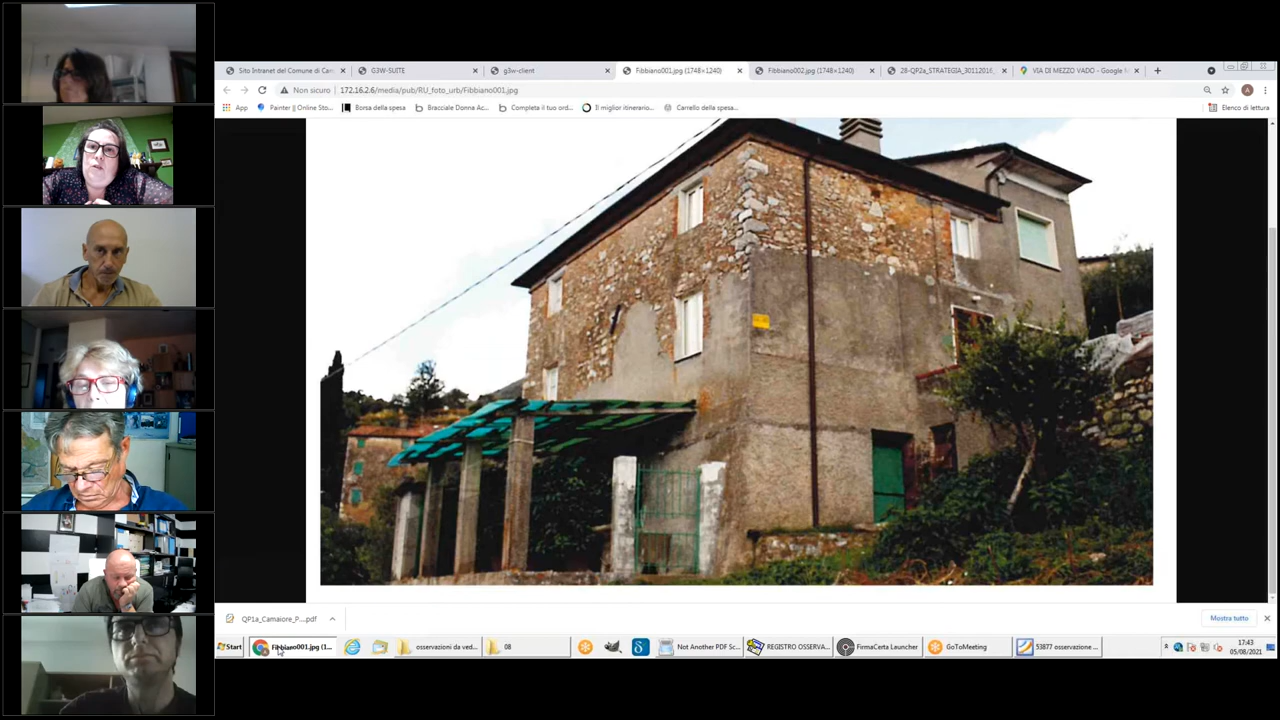 Sito Intranet del Comune di Can
G3W-SUITE
g3w-client
Fibbiano001.jpg (1748×1240)
Fibbiano002.jpg (1748×1240)
28-QP2a_STRATEGIA_30112016_
VIA DI MEZZO VADO - Google M
Non sicuro
172.16.2.6/media/pub/RU_foto_urb/Fibbiano001.jpg
App
Painter || Online Sto...
Borsa della spesa
Bracciale Donna Ac...
Completa il tuo ord...
Il miglior itinerario...
Carrello della spesa...
Elenco di lettura
QP1a_Camaiore_P....pdf
Mostra tutto
Start
Fibbiano001.jpg (1...
osservazioni da ved...
08
Not Another PDF Sc...
REGISTRO OSSERVA...
FirmaCerta Launcher
GoToMeeting
53877 osservazione ...
17:43
05/08/2021